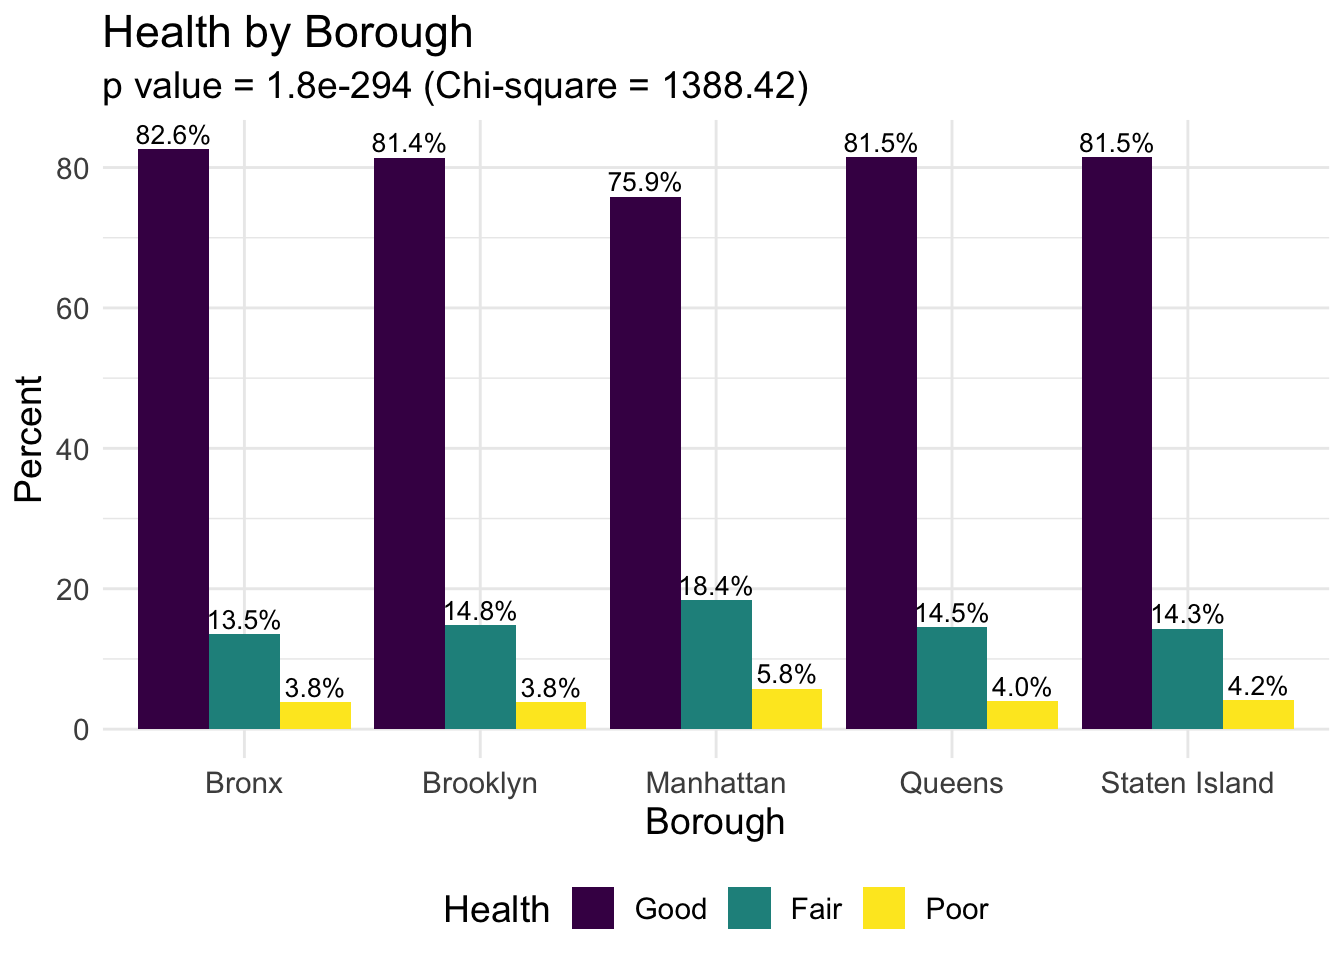 Health by Borough
p value = 1.8e-294 (Chi-square = 1388.42)
82.6% 81.4% 75.9% 81.5% 81.5%
13.5% 14.8% 18.4% 14.5% 14.3%
3.8% 3.8% 5.8% 4.0% 4.2%
80
60
40
20
0
Percent
Bronx Brooklyn Manhattan Queens Staten Island
Borough
Health Good Fair Poor